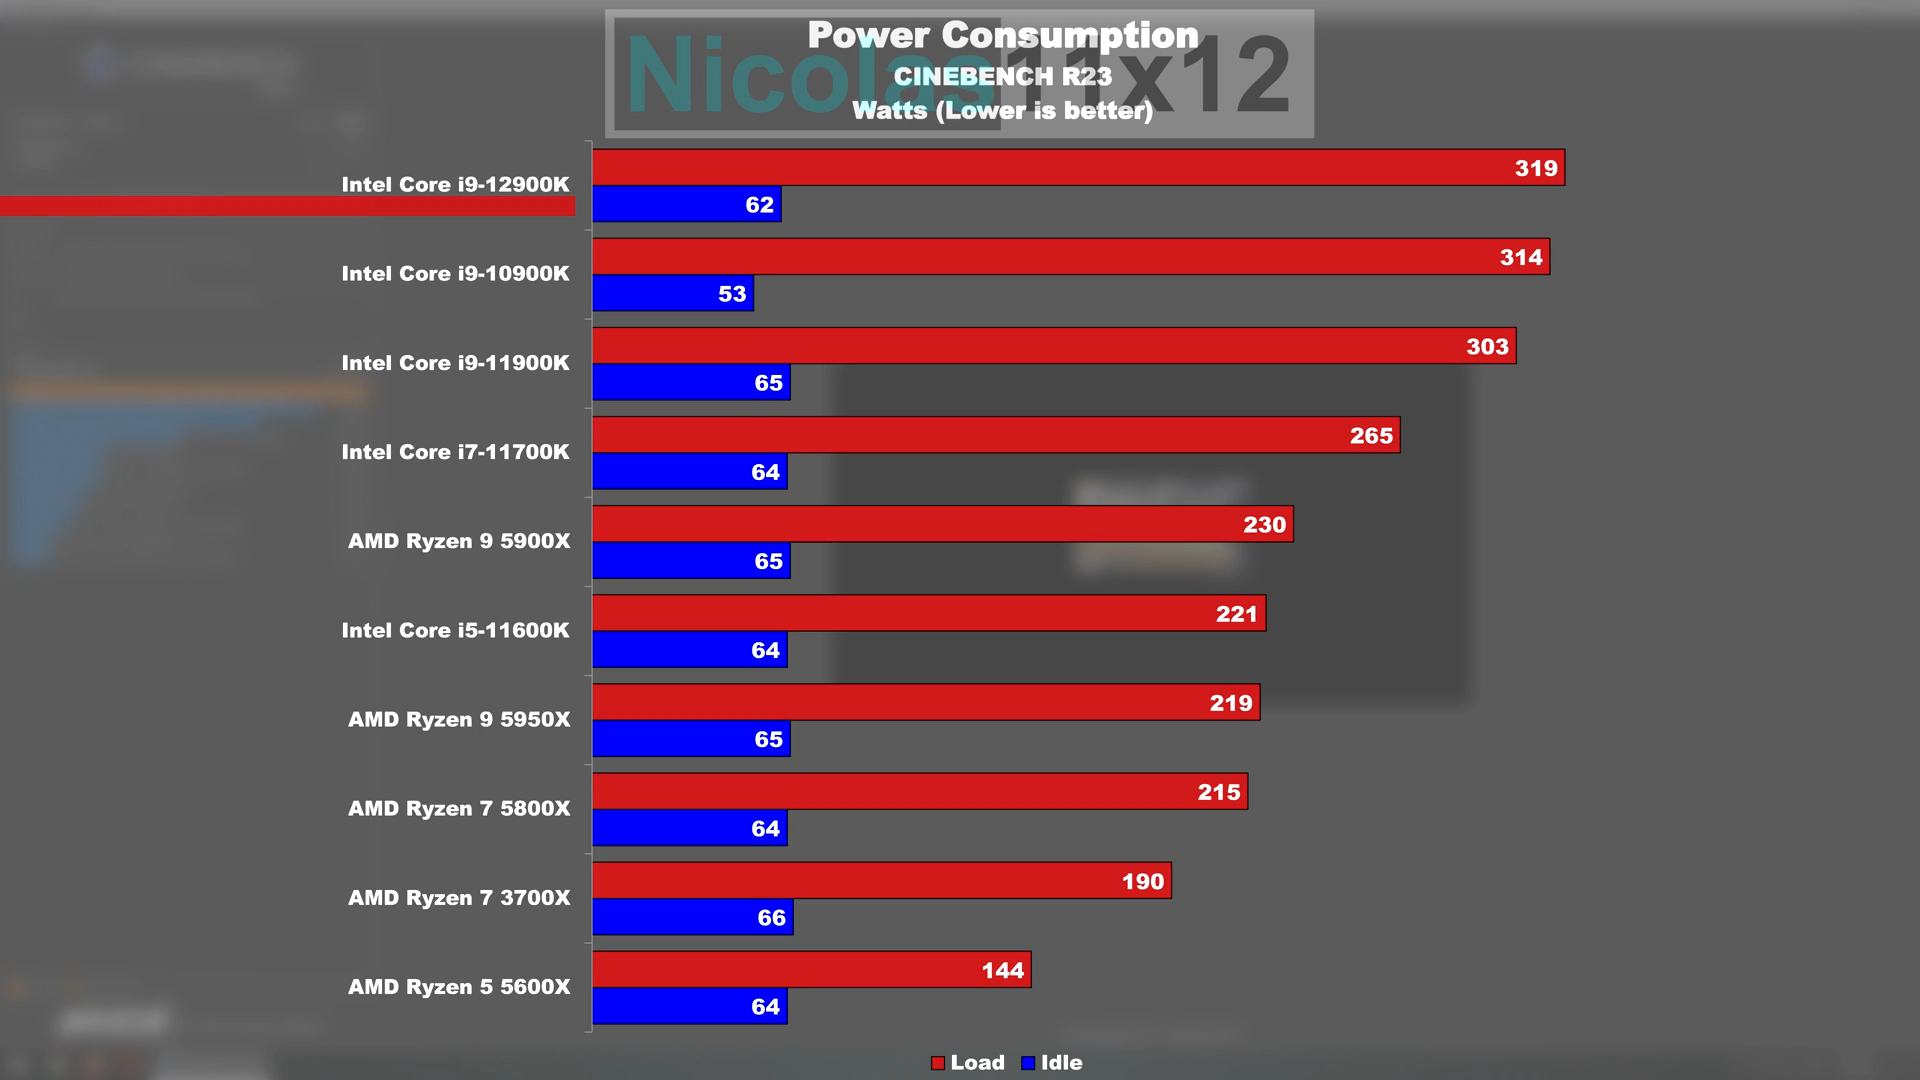 Nicolas11x12
Power Consumption
CINEBENCH R23
Watts (Lower is better)
Intel Core i9-12900K
319
62
Intel Core i9-10900K
314
53
Intel Core i9-11900K
303
65
Intel Core i7-11700K
265
64
AMD Ryzen 9 5900X
230
65
Intel Core i5-11600K
221
64
AMD Ryzen 9 5950X
219
65
AMD Ryzen 7 5800X
215
64
AMD Ryzen 7 3700X
190
66
AMD Ryzen 5 5600X
144
64
Load Idle